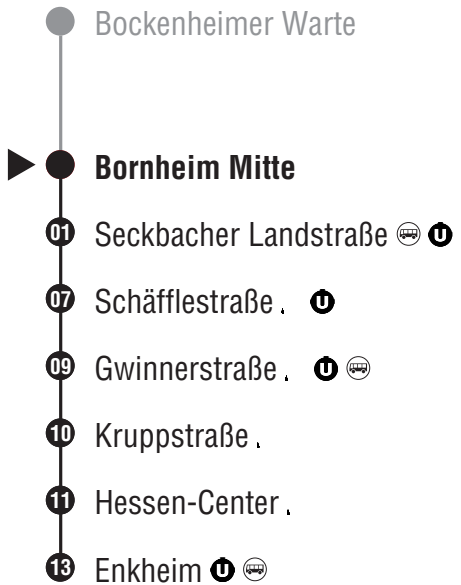 Bockenheimer Warte
Bornheim Mitte
01 Seckbacher Landstraße U
07 Schäfflestraße U
09 Gwinnerstraße U
10 Kruppstraße
11 Hessen-Center
13 Enkheim U